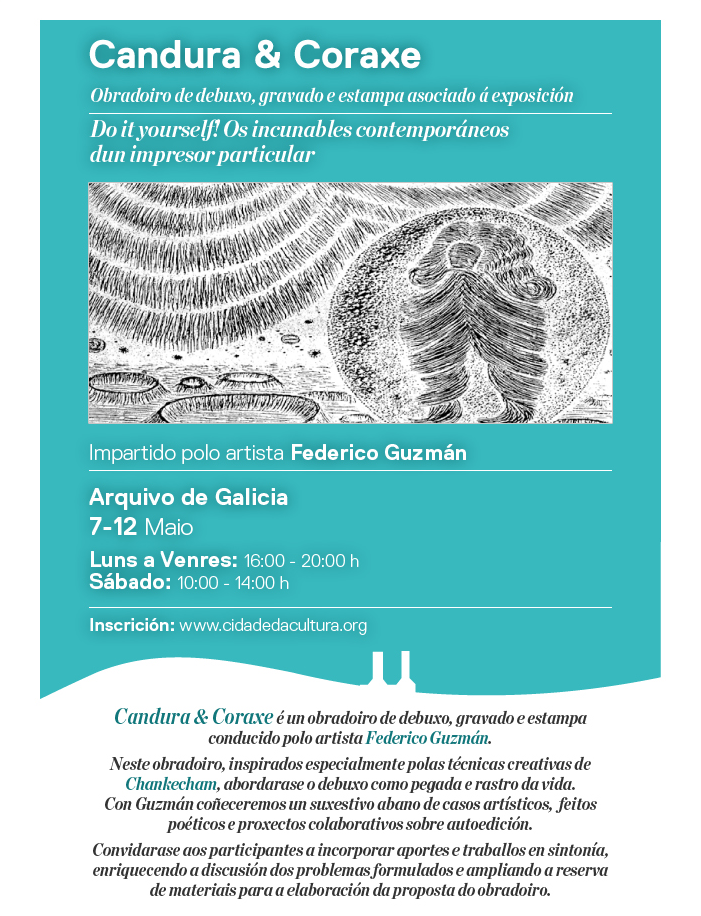 Candura & Coraxe
Obradoiro de debuxo, gravado e estampa asociado á exposición
Do it yourself! Os incunables contemporáneos
dun impresor particular
Impartido polo artista Federico Guzmán
Arquivo de Galicia
7-12 Maio
Luns a Venres: 16:00 - 20:00 h
Sábado: 10:00 - 14:00 h
Inscrición: www.cidadedacultura.org
Candura & Coraxe é un obradoiro de debuxo, gravado e estampa
conducido polo artista Federico Guzmán.
Neste obradoiro, inspirados especialmente polas técnicas creativas de
Chankecham, abordarase o debuxo como pegada e rastro da vida.
Con Guzmán coñeceremos un suxestivo abano de casos artísticos, feitos
poéticos e proxectos colaborativos sobre autoedición.
Convidarase aos participantes a incorporar aportes e traballos en sintonía,
enriquecendo a discusión dos problemas formulados e ampliando a reserva
de materiais para a elaboración da proposta do obradoiro.